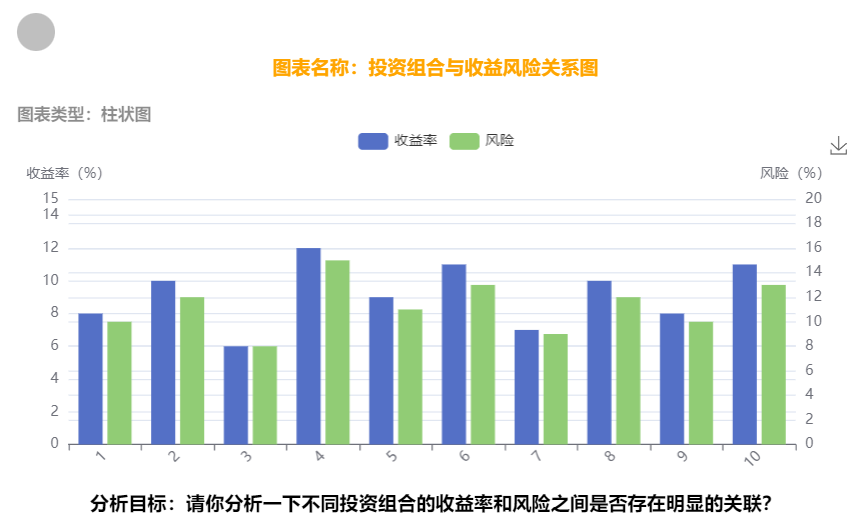 图表名称：投资组合与收益风险关系图
图表类型：柱状图
收益率 风险
收益率（%） 风险（%）
15 20
14 18
12 16
10 14
8 12
6 10
4 8
2 6
0 4
2
0
1 2 3 4 5 6 7 8 9 10
分析目标：请你分析一下不同投资组合的收益率和风险之间是否存在明显的关联？